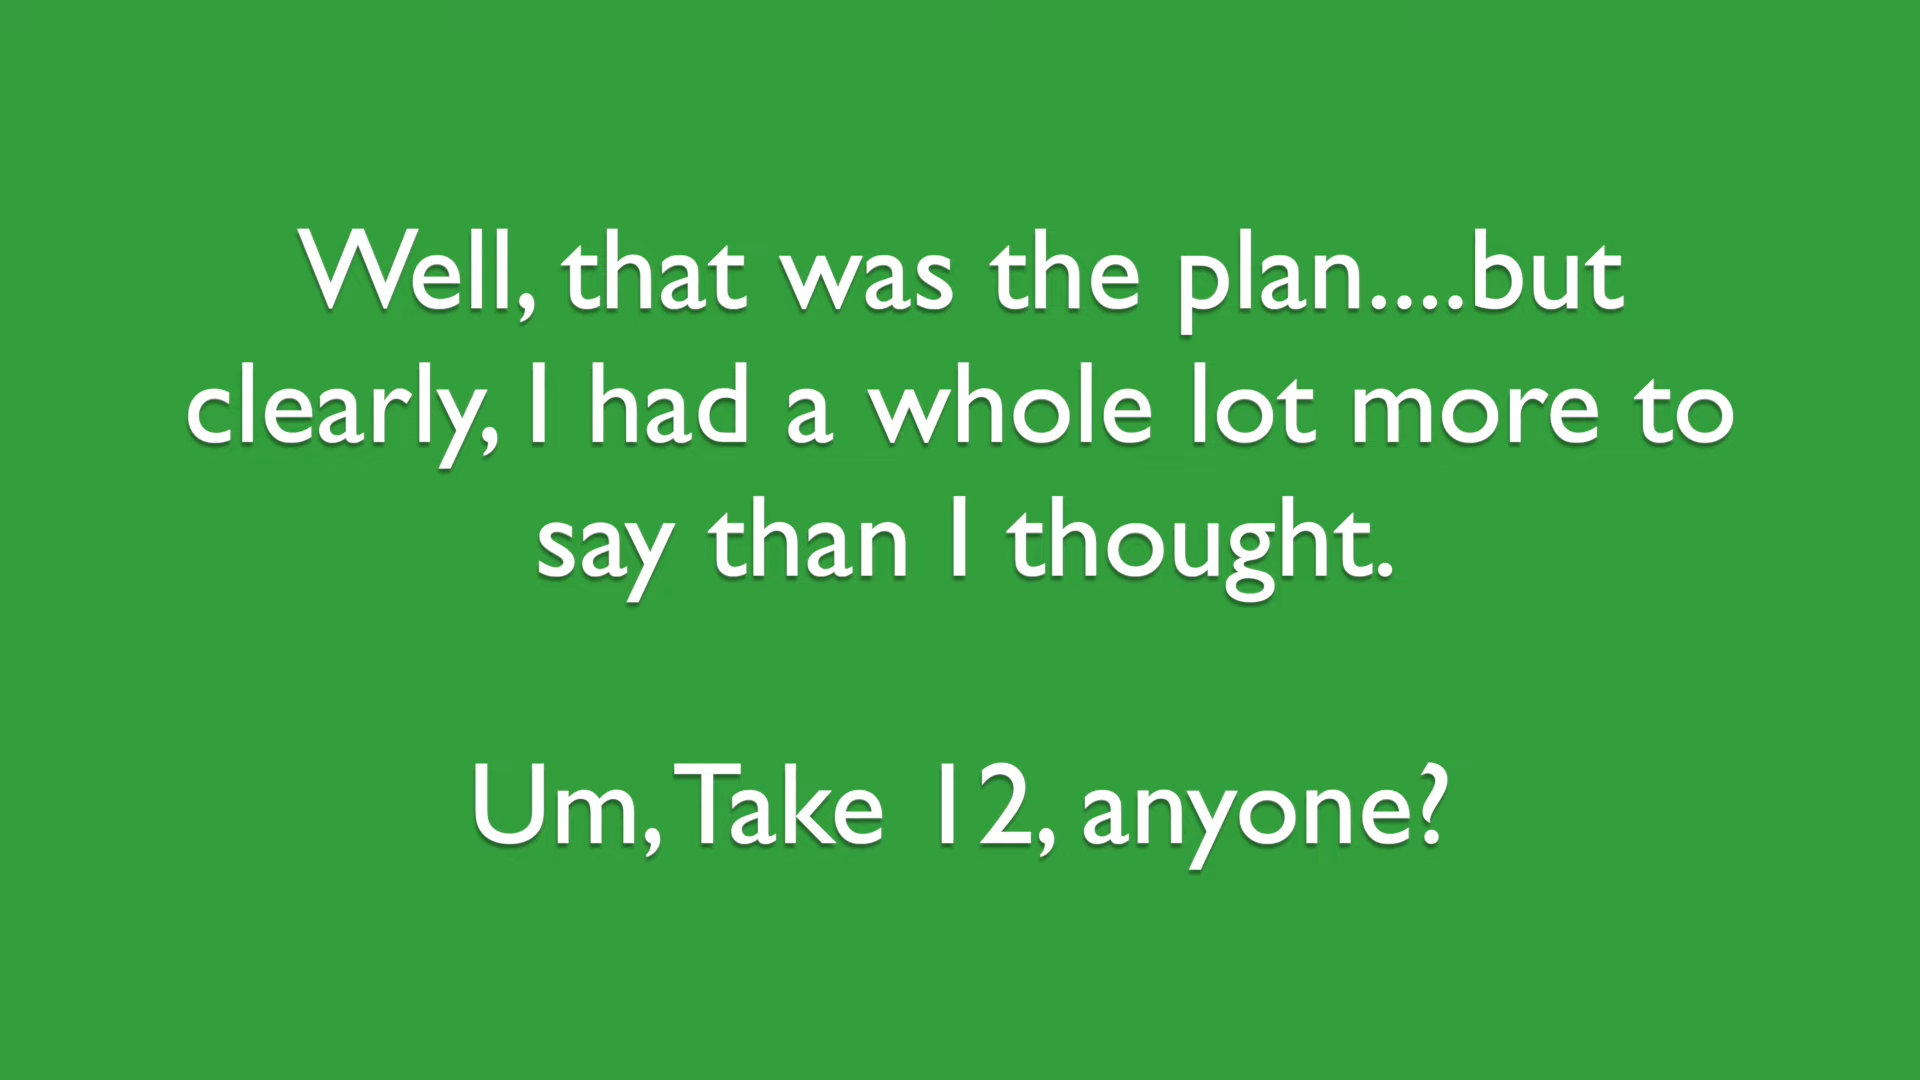 Well, that was the plan....but
clearly, I had a whole lot more to
say than I thought.
Um, Take 12, anyone?